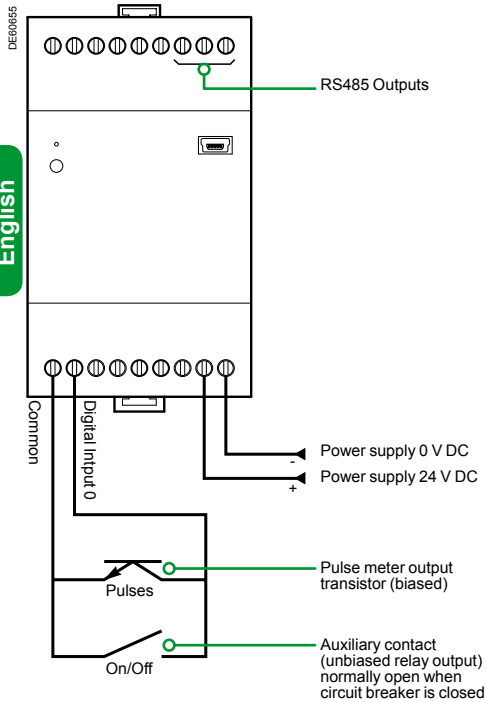 DE60655
RS485 Outputs
English
Common
Digital Intput 0
-
Power supply 0 V DC
+
Power supply 24 V DC
Pulses
Pulse meter output
transistor (biased)
On/Off
Auxiliary contact
(unbiased relay output)
normally open when
circuit breaker is closed